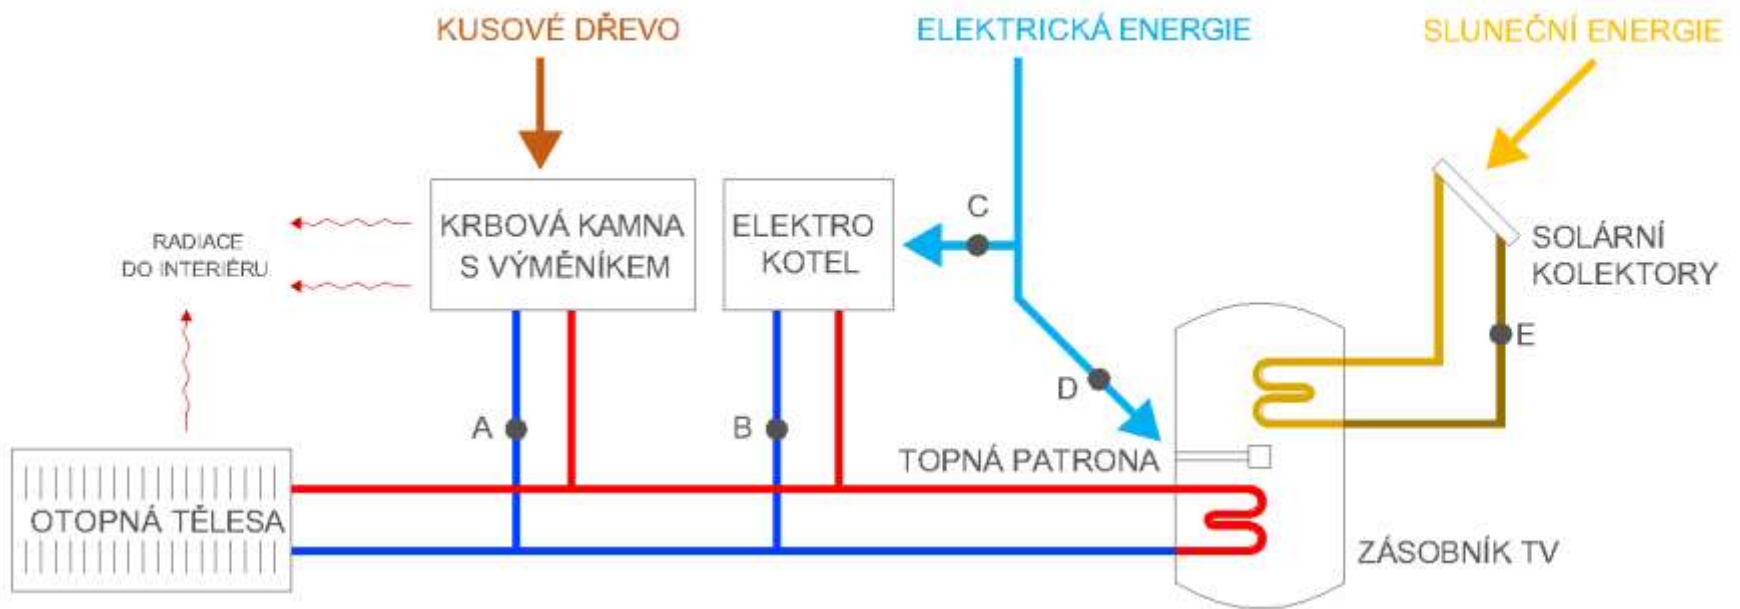 KUSOVÉ DŘEVO
ELEKTRICKÁ ENERGIE
SLUNEČNÍ ENERGIE
RADIACE
DO INTERIÉRU
KRBOVÁ KAMNA
S VÝMĚNÍKEM
ELEKTRO
KOTEL
C
SOLÁRNÍ
KOLEKTORY
E
D
A
B
TOPNÁ PATRONA
OTOPNÁ TĚLESA
ZÁSOBNÍK TV